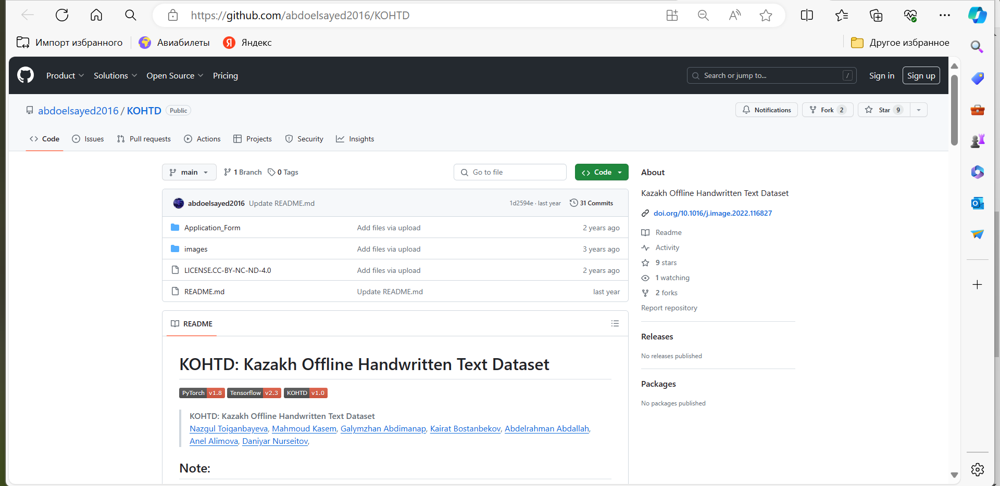 https://github.com/abdoelsayed2016/KOHTD
Импорт избранного Авиабилеты Я Яндекс Другое избранное
Product Solutions Open Source Pricing Search or jump to... / Sign in Sign up
abdoelsayed2016 / KOHTD Public Notifications Fork 2 Star 9
Code Issues Pull requests Actions Projects Security Insights
main 1 Branch 0 Tags Go to file Code
abdoelsayed2016 Update README.md 1d2594e · last year 31 Commits
Application_Form Add files via upload 2 years ago
images Add files via upload 3 years ago
LICENSE.CC-BY-NC-ND-4.0 Add files via upload 2 years ago
README.md Update README.md last year
README
KOHTD: Kazakh Offline Handwritten Text Dataset
PyTorch v1.8 Tensorflow v2.3 KOHTD v1.0
KOHTD: Kazakh Offline Handwritten Text Dataset
Nazgul Toiganbayeva, Mahmoud Kasem, Galymzhan Abdimanap, Kairat Bostanbekov, Abdelrahman Abdallah,
Anel Alimova, Daniyar Nurseitov,
Note:
About
Kazakh Offline Handwritten Text Dataset
doi.org/10.1016/j.image.2022.116827
Readme
Activity
9 stars
1 watching
2 forks
Report repository
Releases
No releases published
Packages
No packages published